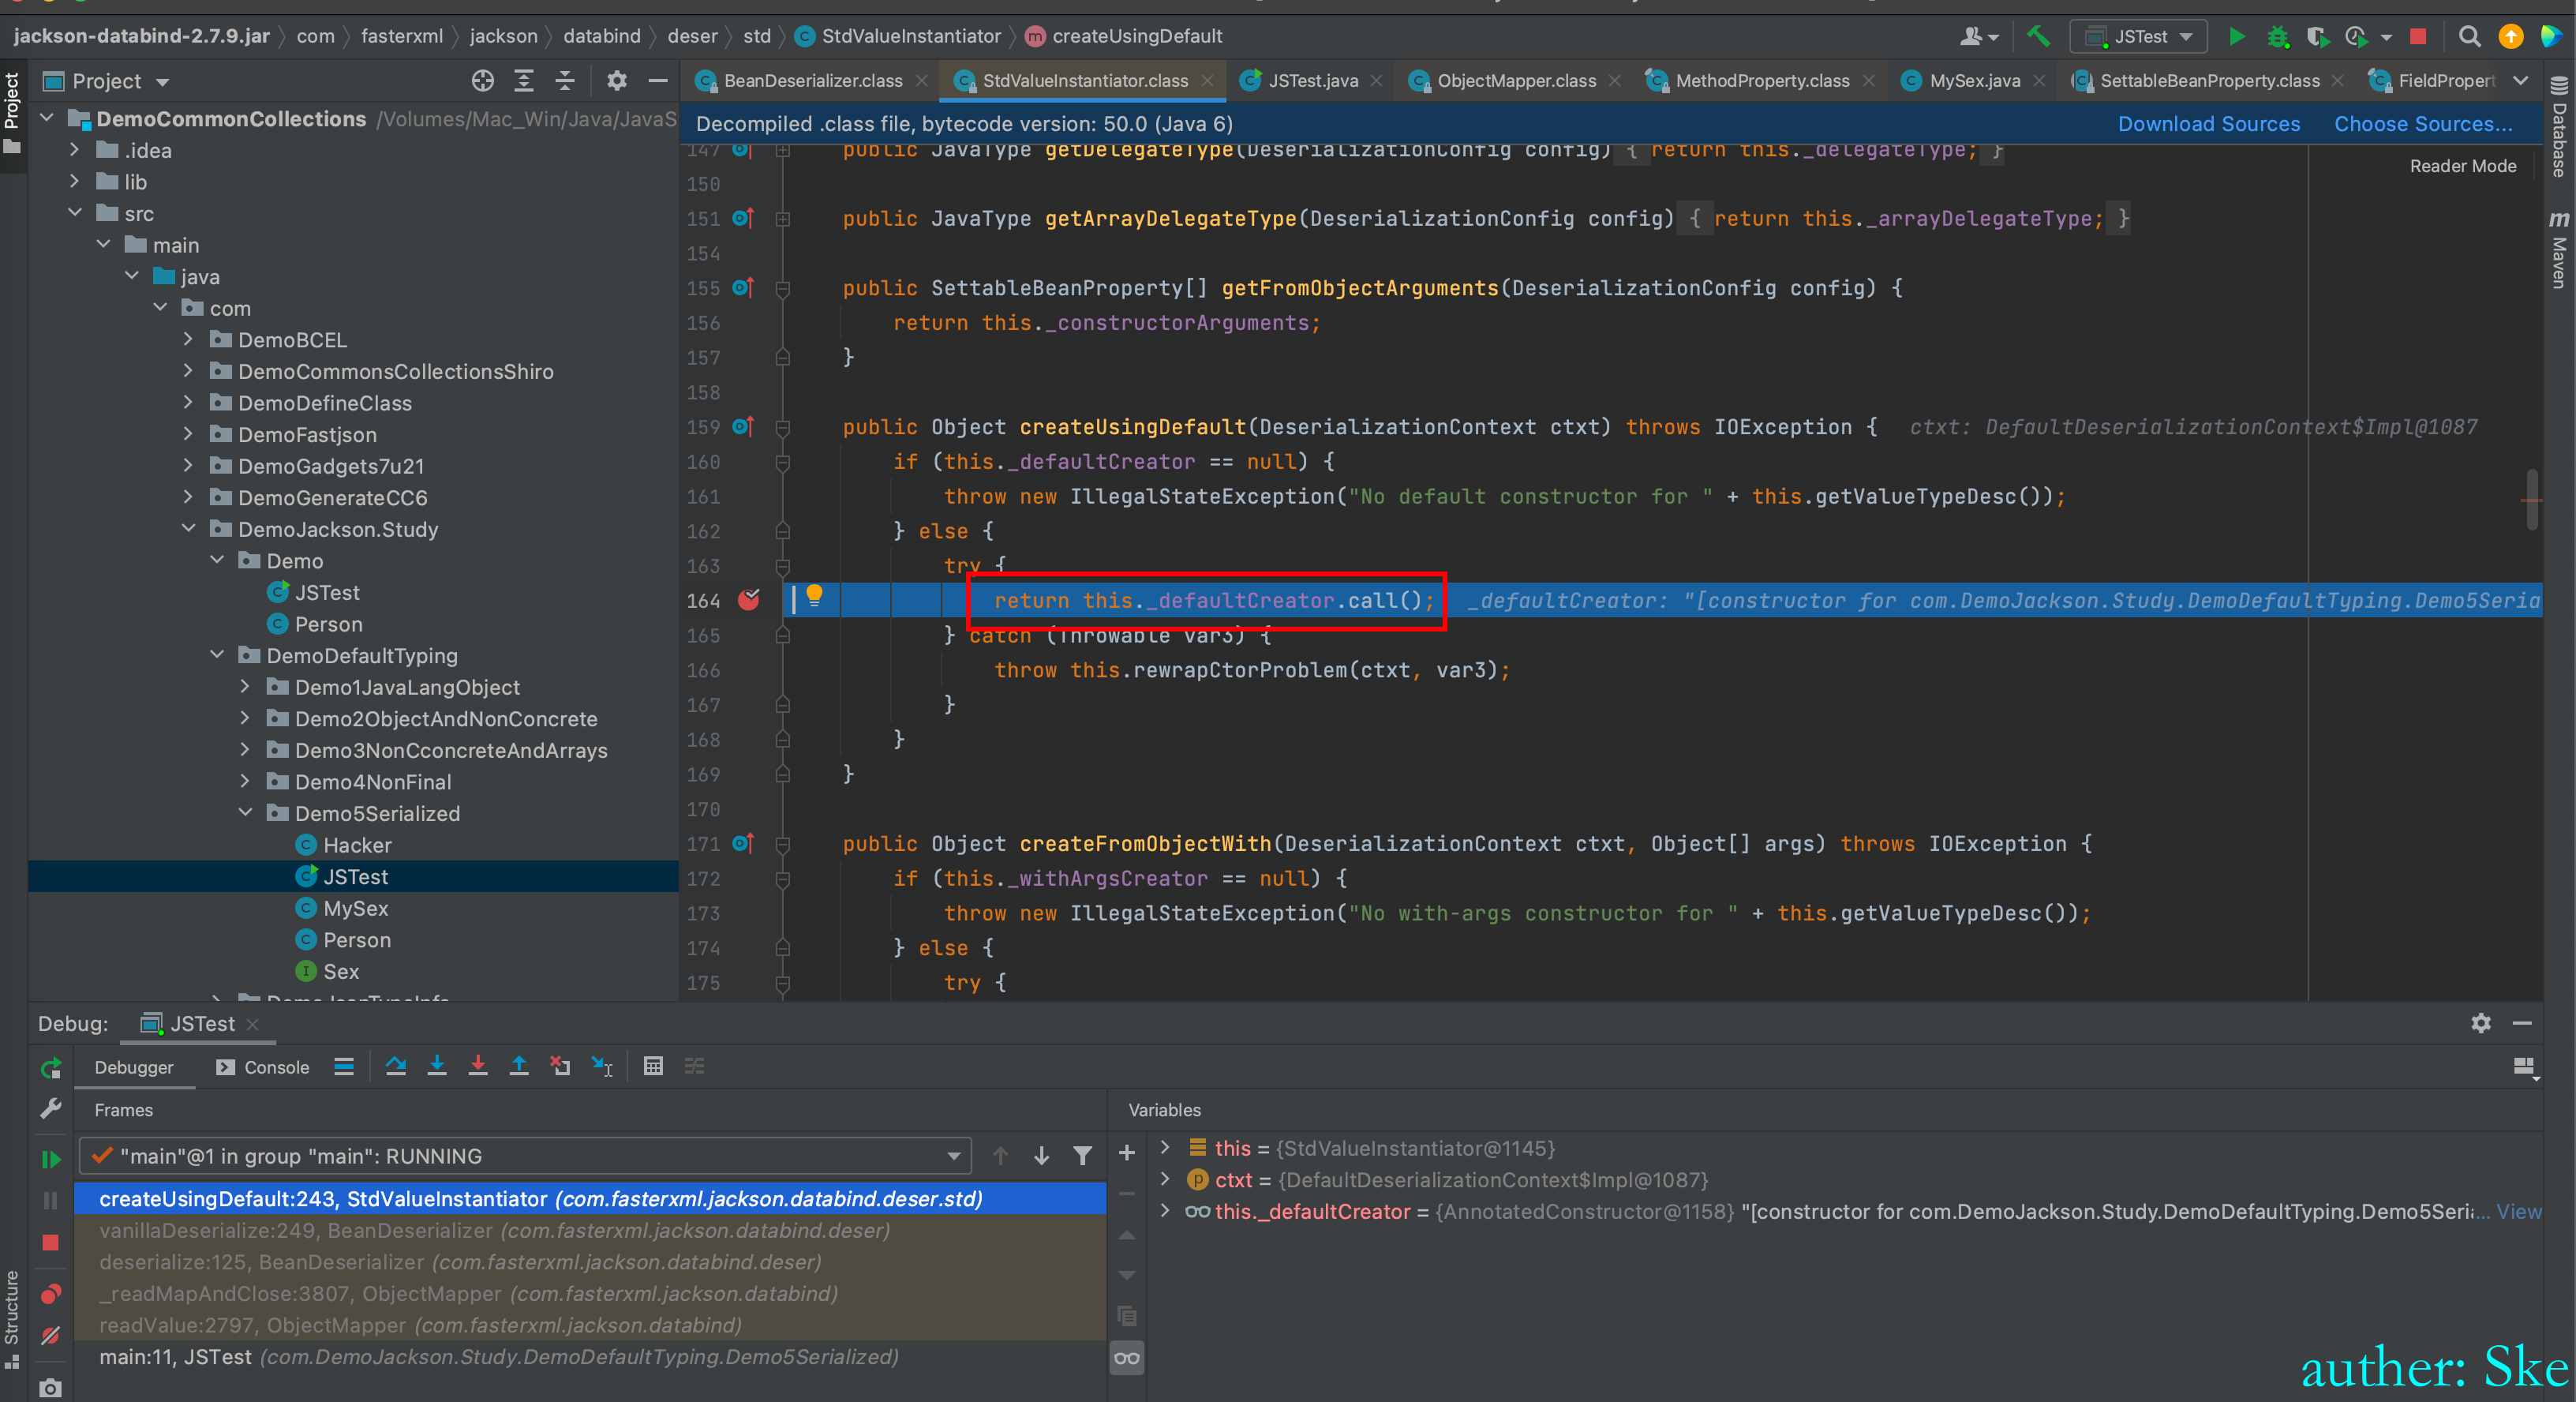 jackson-databind-2.7.9.jar 〉 com 〉 fasterxml 〉 jackson 〉 databind 〉 deser 〉 std 〉 StdValueInstantiator 〉 createUsingDefault
JSTest
Project
BeanDeserializer.class
StdValueInstantiator.class
JSTest.java
ObjectMapper.class
MethodProperty.class
MySex.java
SettableBeanProperty.class
FieldPropert
Project
Structure
Database
Maven
DemoCommonCollections /Volumes/Mac_Win/Java/JavaS
.idea
lib
src
main
java
com
DemoBCEL
DemoCommonsCollectionsShiro
DemoDefineClass
DemoFastjson
DemoGadgets7u21
DemoGenerateCC6
DemoJackson.Study
Demo
JSTest
Person
DemoDefaultTyping
Demo1JavaLangObject
Demo2ObjectAndNonConcrete
Demo3NonCconcreteAndArrays
Demo4NonFinal
Demo5Serialized
Hacker
JSTest
MySex
Person
Sex
Decompiled .class file, bytecode version: 50.0 (Java 6)
Download Sources
Choose Sources...
Reader Mode
147 public JavaType getDelegateType(DeserializationConfig config) { return this._delegateType; }
150
151 public JavaType getArrayDelegateType(DeserializationConfig config) { return this._arrayDelegateType; }
154
155 public SettableBeanProperty[] getFromObjectArguments(DeserializationConfig config) {
156 return this._constructorArguments;
157 }
158
159 public Object createUsingDefault(DeserializationContext ctxt) throws IOException { ctxt: DefaultDeserializationContext$Impl@1087
160 if (this._defaultCreator == null) {
161 throw new IllegalStateException("No default constructor for " + this.getValueTypeDesc());
162 } else {
163 try {
164 return this._defaultCreator.call(); _defaultCreator: "[constructor for com.DemoJackson.Study.DemoDefaultTyping.Demo5Seria
165 } catch (Throwable var3) {
166 throw this.rewrapCtorProblem(ctxt, var3);
167 }
168 }
169 }
170
171 public Object createFromObjectWith(DeserializationContext ctxt, Object[] args) throws IOException {
172 if (this._withArgsCreator == null) {
173 throw new IllegalStateException("No with-args constructor for " + this.getValueTypeDesc());
174 } else {
175 try {
Debug: JSTest
Debugger
Console
Frames
Variables
"main"@1 in group "main": RUNNING
createUsingDefault:243, StdValueInstantiator (com.fasterxml.jackson.databind.deser.std)
vanillaDeserialize:249, BeanDeserializer (com.fasterxml.jackson.databind.deser)
deserialize:125, BeanDeserializer (com.fasterxml.jackson.databind.deser)
_readMapAndClose:3807, ObjectMapper (com.fasterxml.jackson.databind)
readValue:2797, ObjectMapper (com.fasterxml.jackson.databind)
main:11, JSTest (com.DemoJackson.Study.DemoDefaultTyping.Demo5Serialized)
this = {StdValueInstantiator@1145}
ctxt = {DefaultDeserializationContext$Impl@1087}
this._defaultCreator = {AnnotatedConstructor@1158} "[constructor for com.DemoJackson.Study.DemoDefaultTyping.Demo5Seri... View
auther: Ske